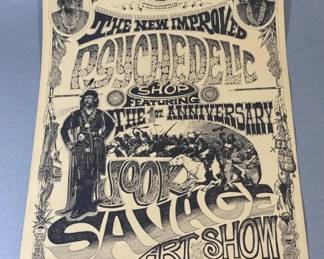 THE NEW IMPROVED
PSYCHEDELIC
SHOP
FEATURING
THE 1st ANNIVERSARY
JOOK
SAVAGE
ART SHOW